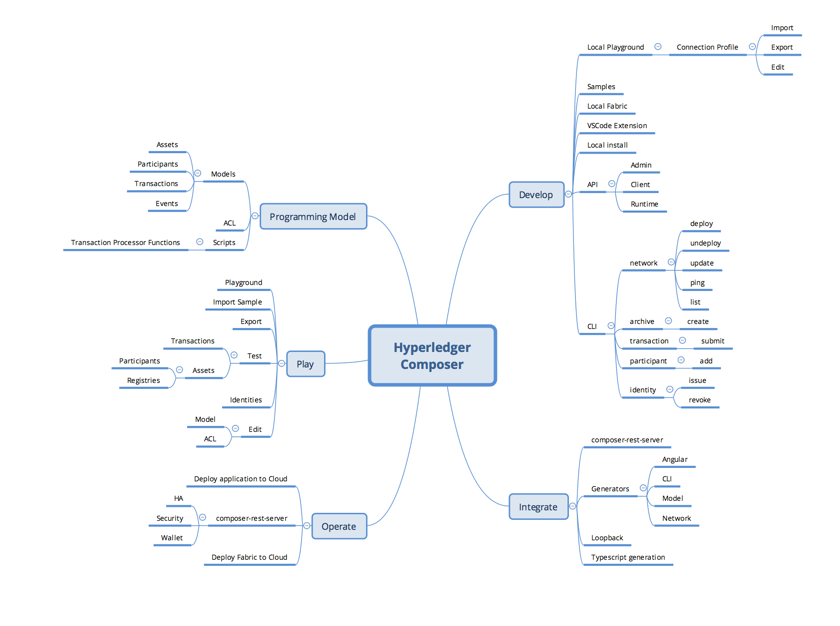 Hyperledger
Composer
Develop
Local Playground
Connection Profile
Import
Export
Edit
Samples
Local Fabric
VSCode Extension
Local install
API
Admin
Client
Runtime
CLI
network
deploy
undeploy
update
ping
list
archive
create
transaction
submit
participant
add
identity
issue
revoke
Integrate
composer-rest-server
Generators
Angular
CLI
Model
Network
Loopback
Typescript generation
Programming Model
Models
Assets
Participants
Transactions
Events
ACL
Scripts
Transaction Processor Functions
Play
Playground
Import Sample
Export
Test
Transactions
Assets
Participants
Registries
Identities
Edit
Model
ACL
Operate
Deploy application to Cloud
composer-rest-server
HA
Security
Wallet
Deploy Fabric to Cloud